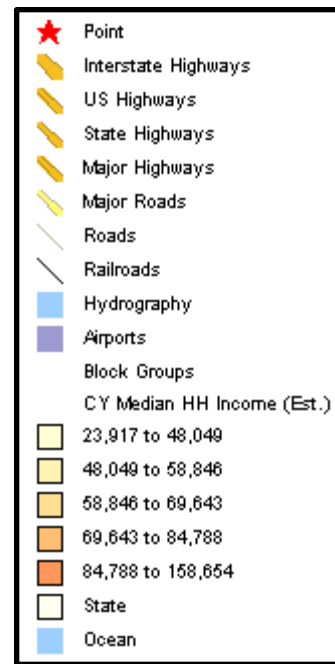 Point
Interstate Highways
US Highways
State Highways
Major Highways
Major Roads
Roads
Railroads
Hydrography
Airports
Block Groups
CY Median HH Income (Est.)
23,917 to 48,049
48,049 to 58,846
58,846 to 69,643
69,643 to 84,788
84,788 to 158,654
State
Ocean